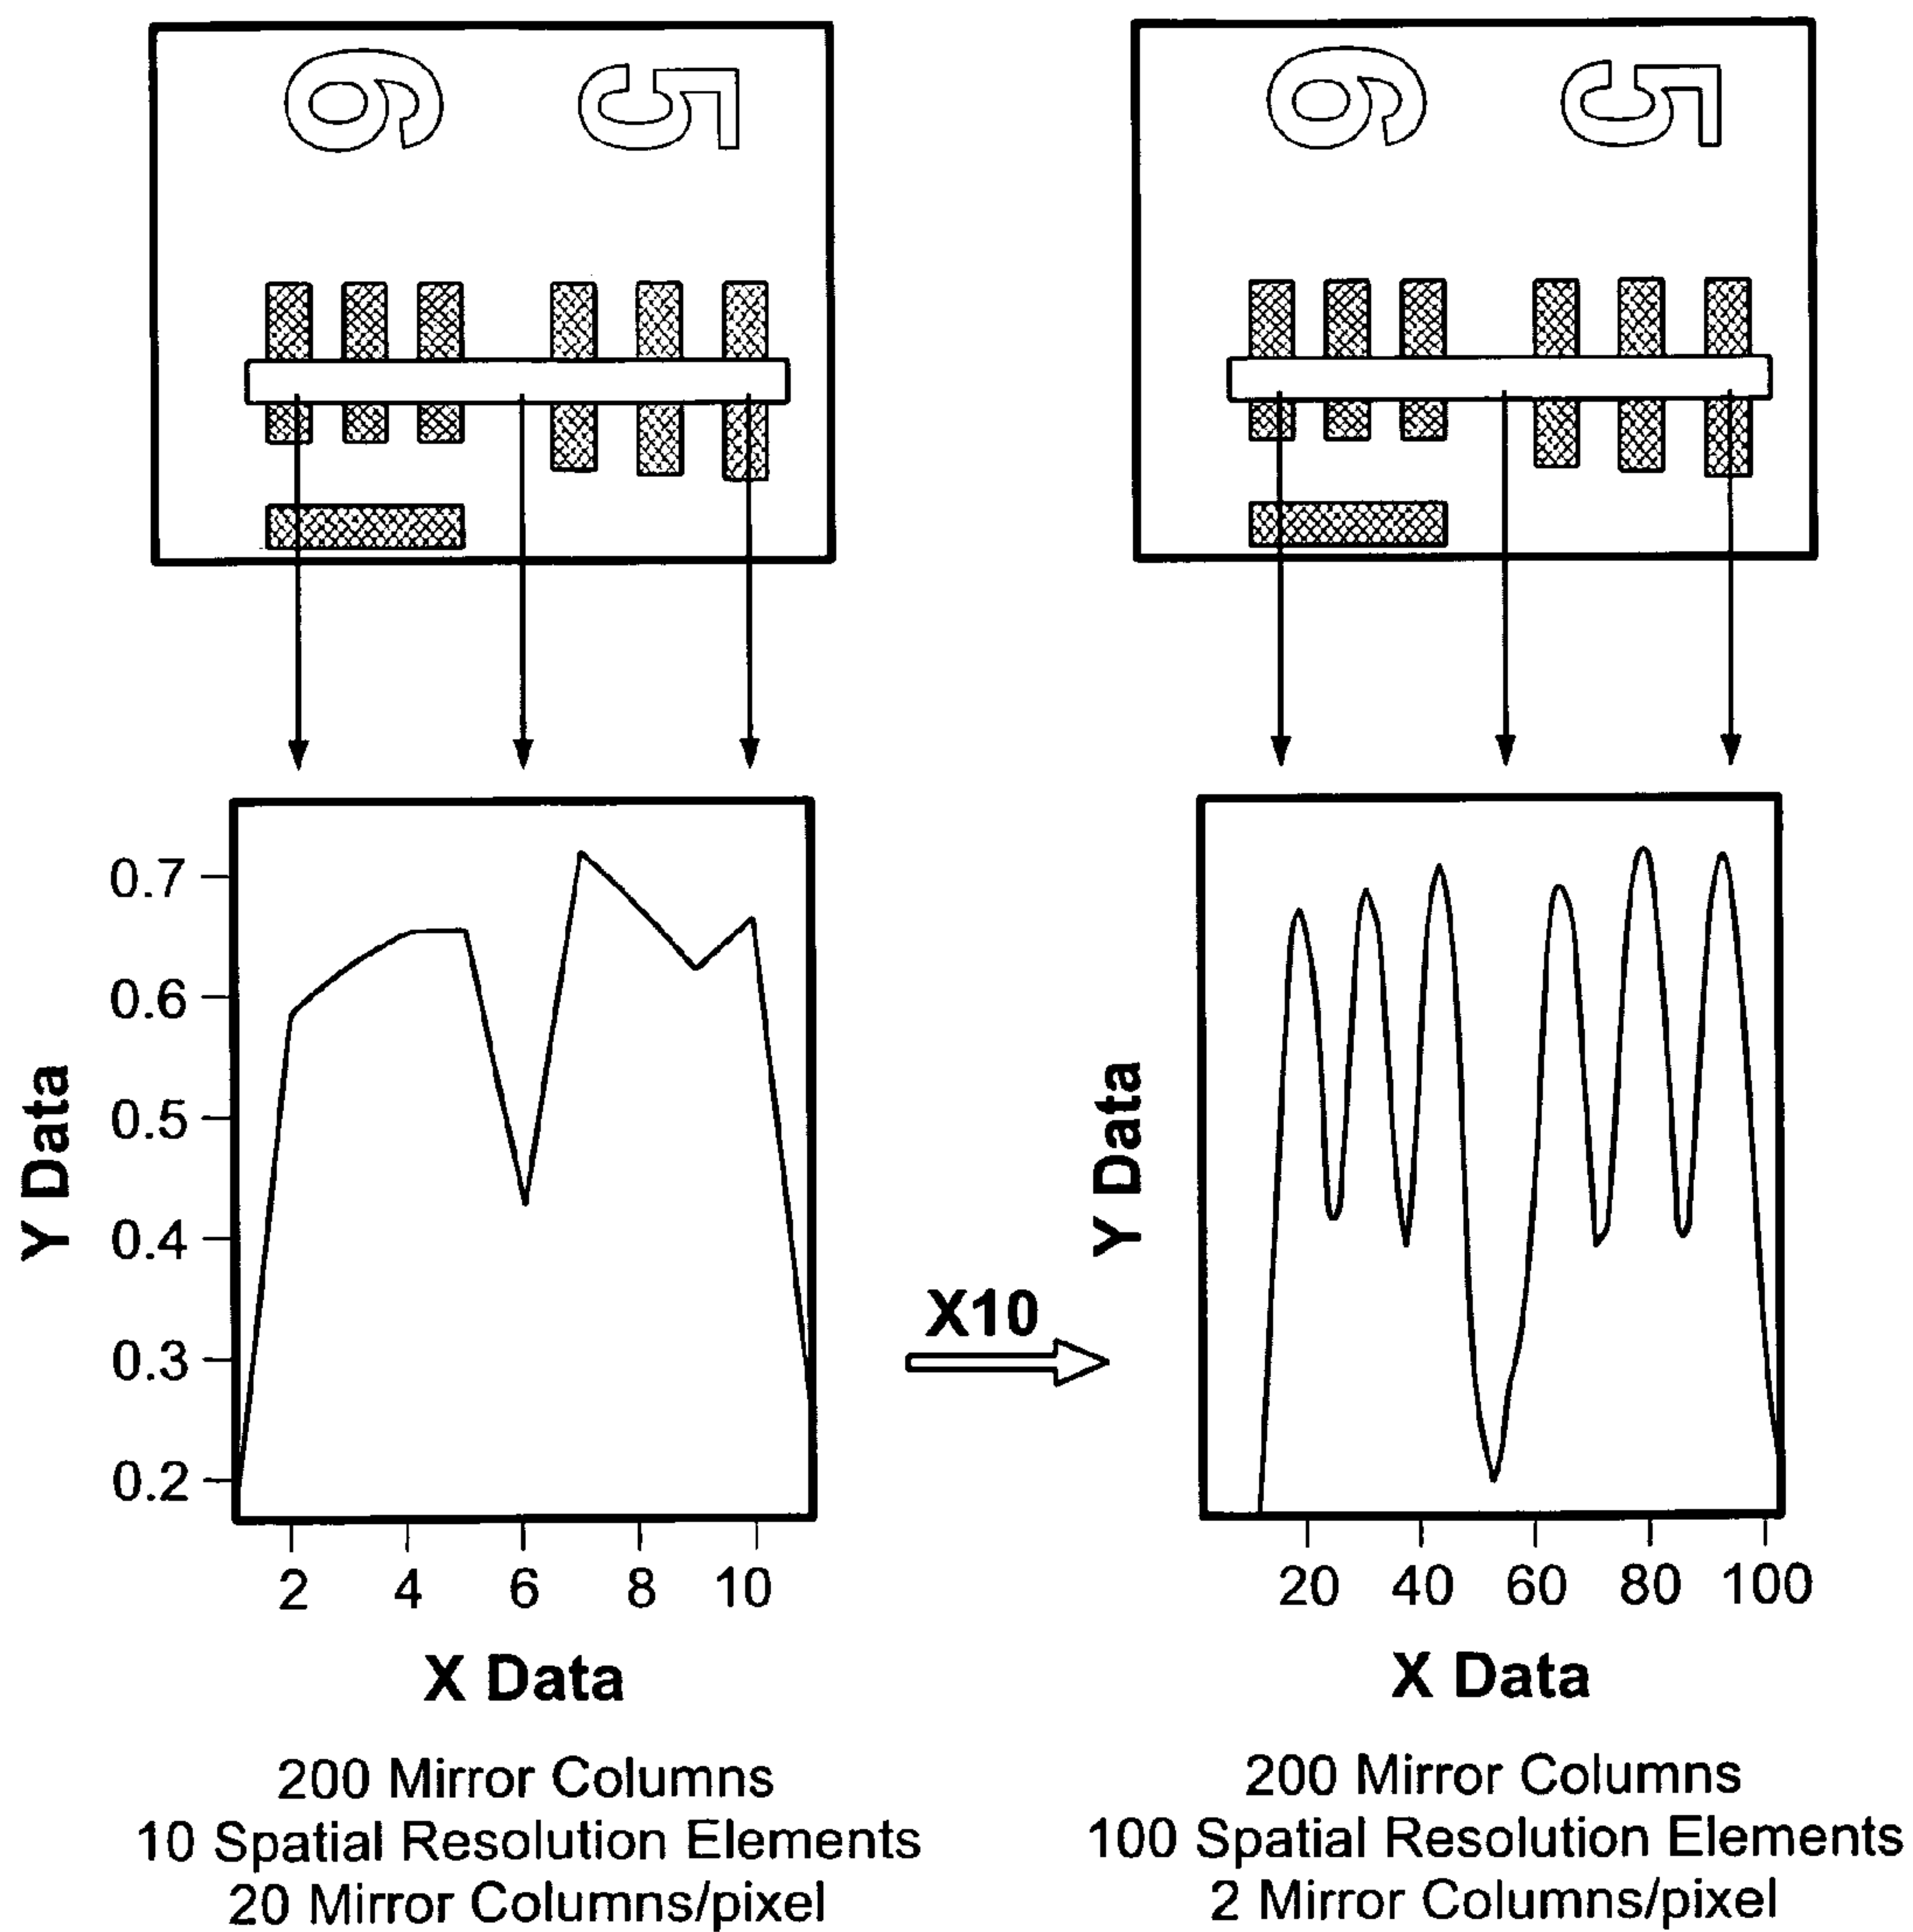 6 5
6 5
0.7
0.6
0.5
0.4
0.3
0.2
Y Data
2 4 6 8 10
X Data
X10
Y Data
20 40 60 80 100
X Data
200 Mirror Columns
10 Spatial Resolution Elements
20 Mirror Columns/pixel
200 Mirror Columns
100 Spatial Resolution Elements
2 Mirror Columns/pixel